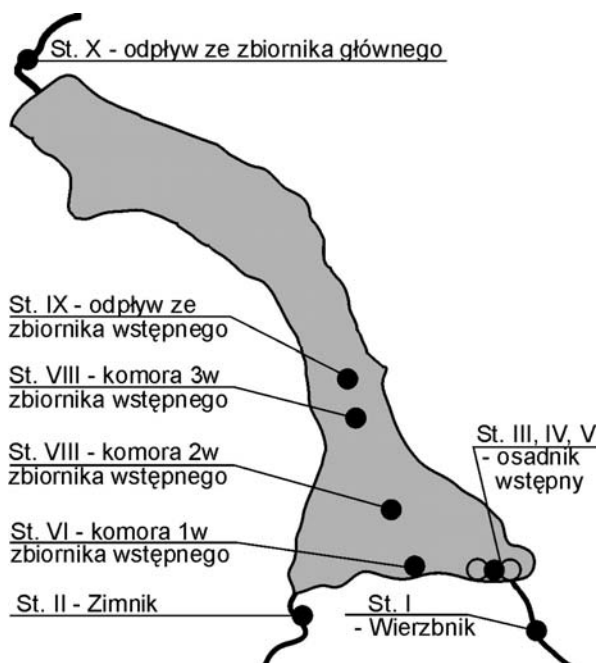 St. X - odpływ ze zbiornika głównego
St. IX - odpływ ze
zbiornika wstępnego
St. VIII - komora 3w
zbiornika wstępnego
St. VIII - komora 2w
zbiornika wstępnego
St. VI - komora 1w
zbiornika wstępnego
St. II - Zimnik
St. III, IV, V
- osadnik
wstępny
St. I
- Wierzbnik